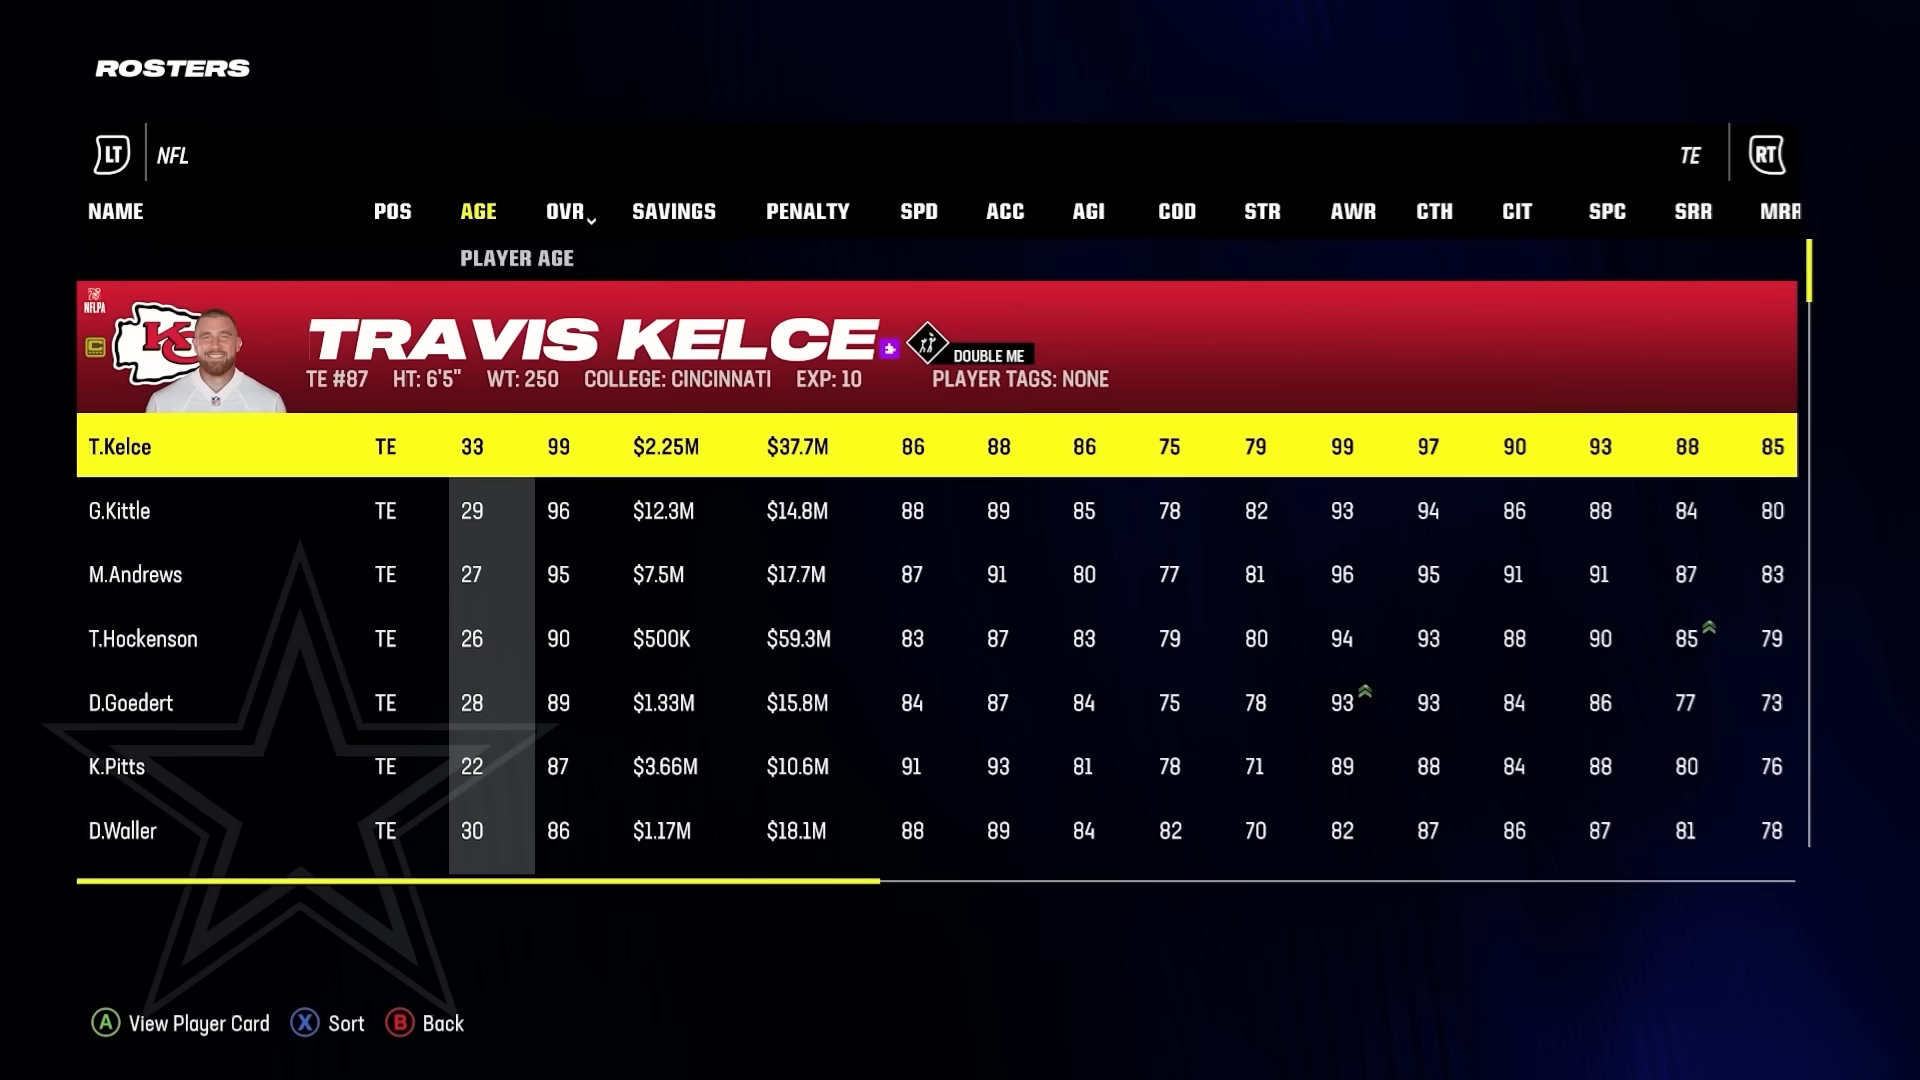 ROSTERS
LT NFL TE RT
NAME POS AGE OVR SAVINGS PENALTY SPD ACC AGI COD STR AWR CTH CIT SPC SRR MRR
PLAYER AGE
NFLPA
KC
C
TRAVIS KELCE DOUBLE ME
TE #87 HT: 6'5" WT: 250 COLLEGE: CINCINNATI EXP: 10 PLAYER TAGS: NONE
T.Kelce TE 33 99 $2.25M $37.7M 86 88 86 75 79 99 97 90 93 88 85
G.Kittle TE 29 96 $12.3M $14.8M 88 89 85 78 82 93 94 86 88 84 80
M.Andrews TE 27 95 $7.5M $17.7M 87 91 80 77 81 96 95 91 91 87 83
T.Hockenson TE 26 90 $500K $59.3M 83 87 83 79 80 94 93 88 90 85 79
D.Goedert TE 28 89 $1.33M $15.8M 84 87 84 75 78 93 93 84 86 77 73
K.Pitts TE 22 87 $3.66M $10.6M 91 93 81 78 71 89 88 84 88 80 76
D.Waller TE 30 86 $1.17M $18.1M 88 89 84 82 70 82 87 86 87 81 78
A View Player Card X Sort B Back